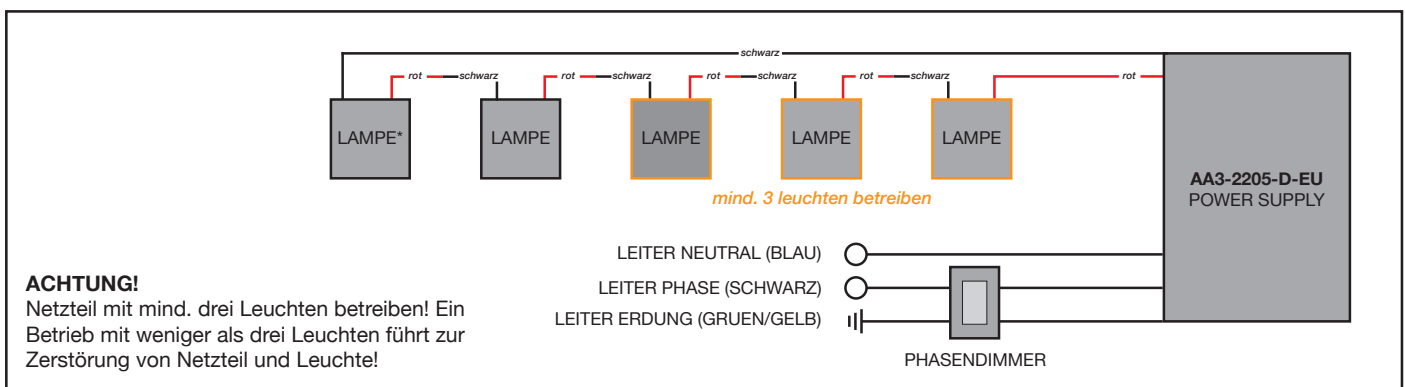 schwarz
rot schwarz rot schwarz rot schwarz rot schwarz rot
LAMPE* LAMPE LAMPE LAMPE LAMPE
mind. 3 leuchten betreiben
AA3-2205-D-EU
POWER SUPPLY
LEITER NEUTRAL (BLAU)
LEITER PHASE (SCHWARZ)
LEITER ERDUNG (GRUEN/GELB)
PHASENDIMMER
ACHTUNG!
Netzteil mit mind. drei Leuchten betreiben! Ein
Betrieb mit weniger als drei Leuchten führt zur
Zerstörung von Netzteil und Leuchte!